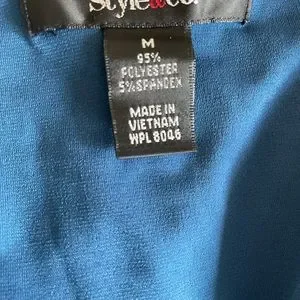 Style&co.
M
95%
POLYESTER
5% SPANDEX
MADE IN
VIETNAM
WPL 8046